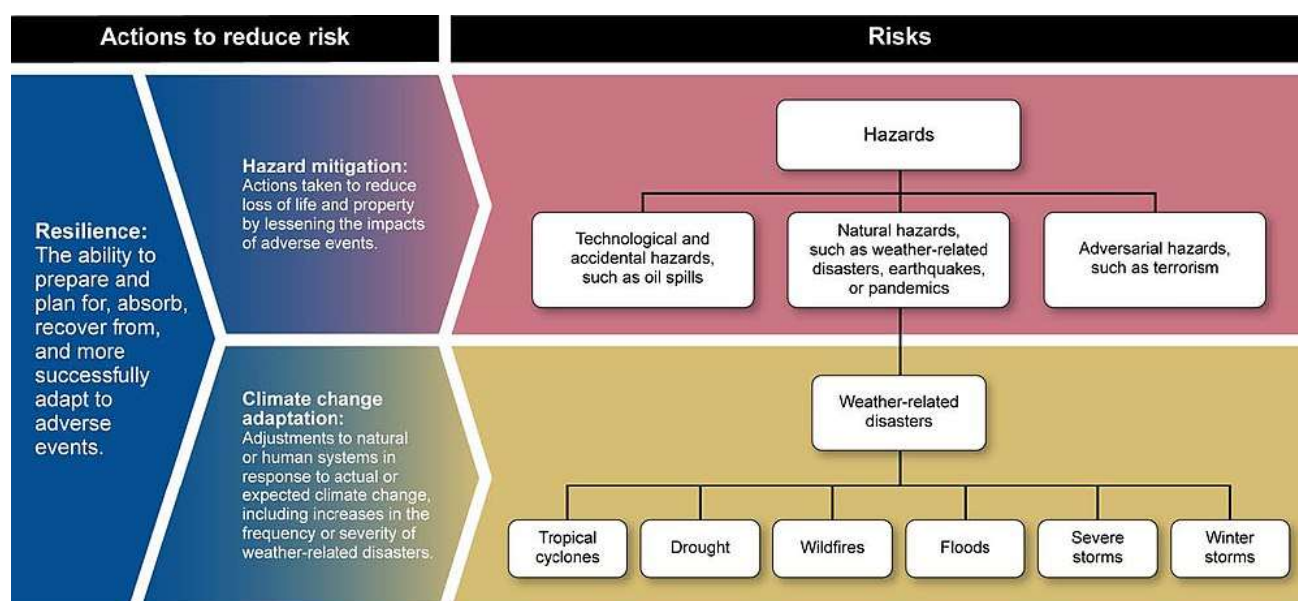 Actions to reduce risk
Risks
Resilience:
The ability to
prepare and
plan for, absorb,
recover from,
and more
successfully
adapt to
adverse
events.
Hazard mitigation:
Actions taken to reduce
loss of life and property
by lessening the impacts
of adverse events.
Climate change
adaptation:
Adjustments to natural
or human systems in
response to actual or
expected climate change,
including increases in the
frequency or severity of
weather-related disasters.
Hazards
Technological and
accidental hazards,
such as oil spills
Natural hazards,
such as weather-related
disasters, earthquakes,
or pandemics
Adversarial hazards,
such as terrorism
Weather-related
disasters
Tropical
cyclones
Drought
Wildfires
Floods
Severe
storms
Winter
storms